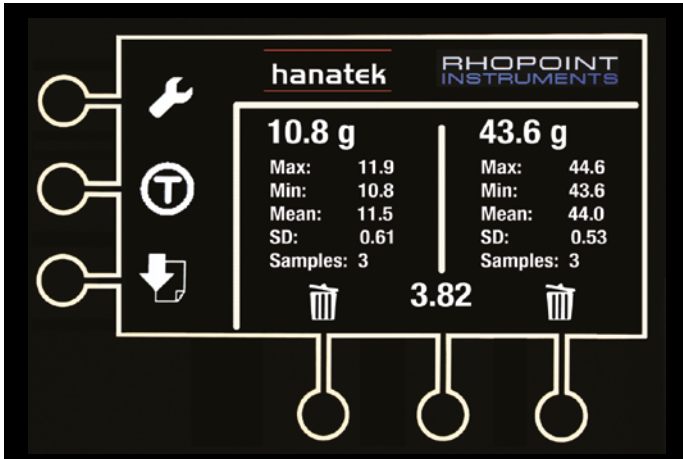 hanatek
RHOPOINT
INSTRUMENTS
10.8 g
Max: 11.9
Min: 10.8
Mean: 11.5
SD: 0.61
Samples: 3
43.6 g
Max: 44.6
Min: 43.6
Mean: 44.0
SD: 0.53
Samples: 3
3.82
T